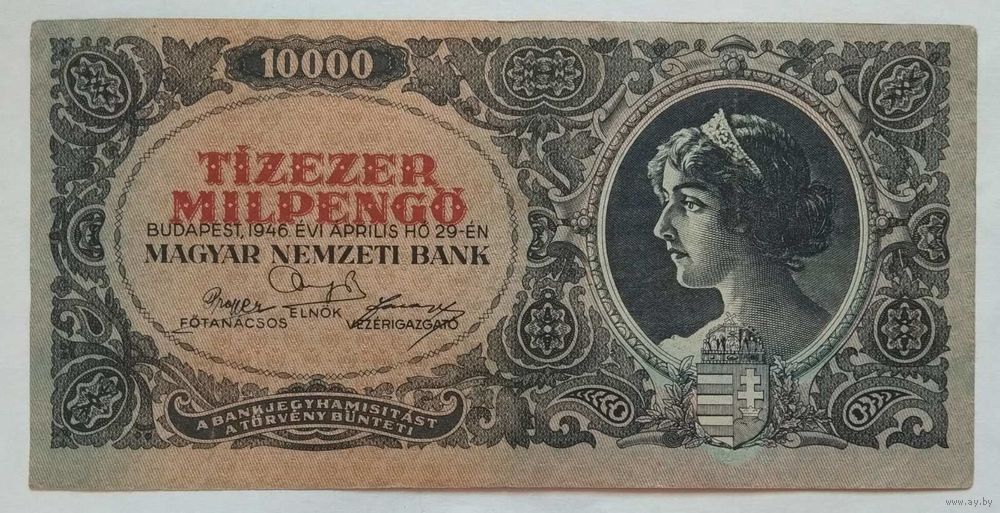 10000
TÍZEZER
MILPENGŐ
BUDAPEST, 1946. ÉVI ÁPRILIS HÓ 29-ÉN
MAGYAR NEMZETI BANK
ELNÖK
FŐTANÁCSOS VEZÉRIGAZGATÓ
A BANKJEGYHAMISITÁST
A TÖRVÉNY BÜNTETI
www.ay.by